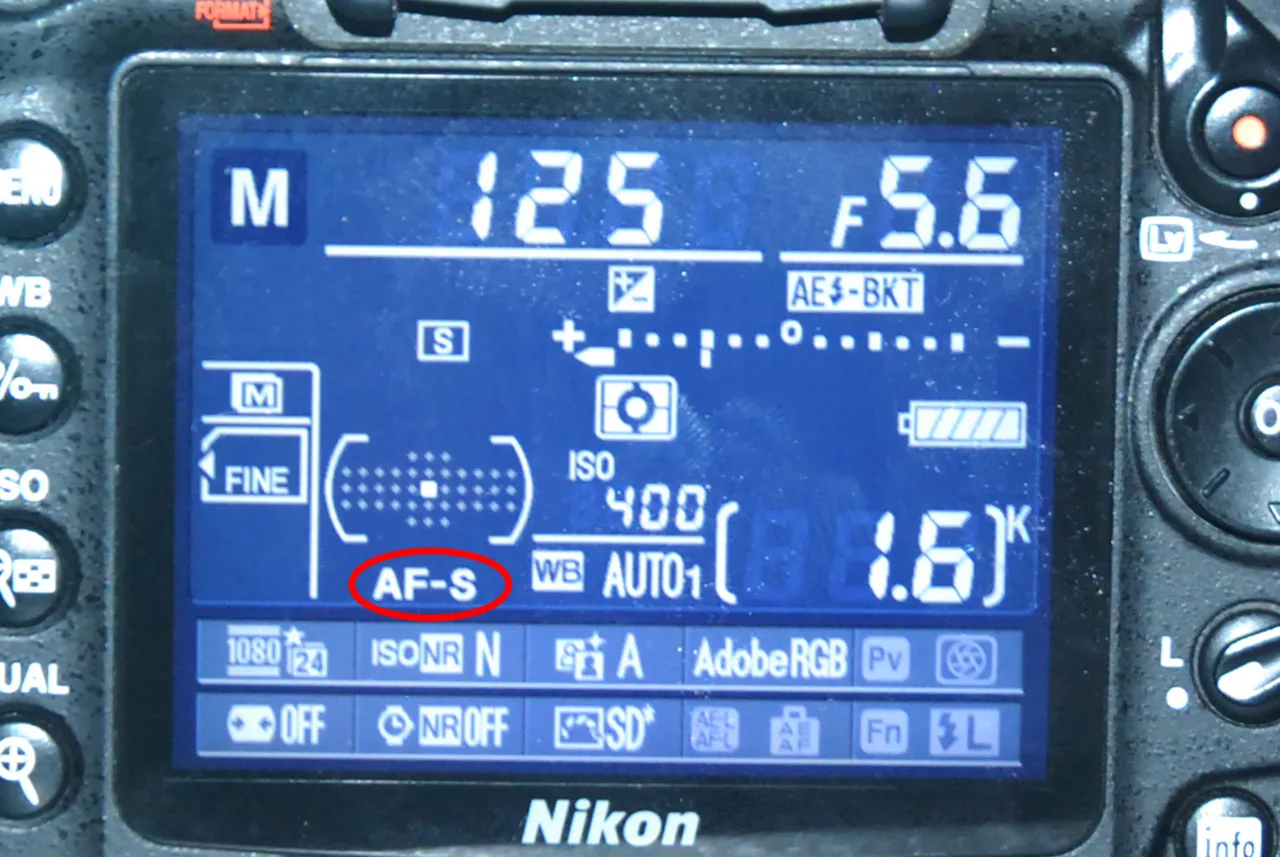 FORMAT
M 125 F5.6
AE-BKT
S
M
FINE
ISO
400
[1.6]K
AF-S
WB AUTO1
1080 24 ISO NR N A AdobeRGB Pv
OFF NR OFF SD* AE-L AF-L AE AF Fn L
Nikon
MENU
WB
ISO
QUAL
Lv
L
info